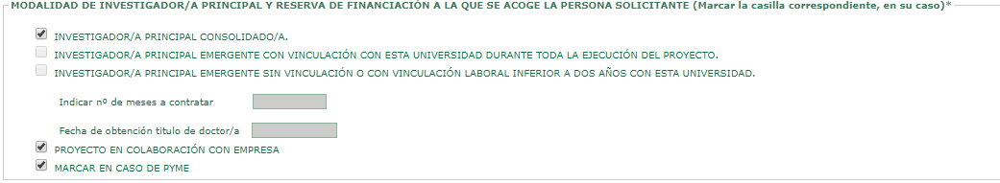 MODALIDAD DE INVESTIGADOR/A PRINCIPAL Y RESERVA DE FINANCIACIÓN A LA QUE SE ACOGE LA PERSONA SOLICITANTE (Marcar la casilla correspondiente, en su caso)*
INVESTIGADOR/A PRINCIPAL CONSOLIDADO/A.
INVESTIGADOR/A PRINCIPAL EMERGENTE CON VINCULACIÓN CON ESTA UNIVERSIDAD DURANTE TODA LA EJECUCIÓN DEL PROYECTO.
INVESTIGADOR/A PRINCIPAL EMERGENTE SIN VINCULACIÓN O CON VINCULACIÓN LABORAL INFERIOR A DOS AÑOS CON ESTA UNIVERSIDAD.
Indicar nº de meses a contratar
Fecha de obtención titulo de doctor/a
PROYECTO EN COLABORACIÓN CON EMPRESA
MARCAR EN CASO DE PYME